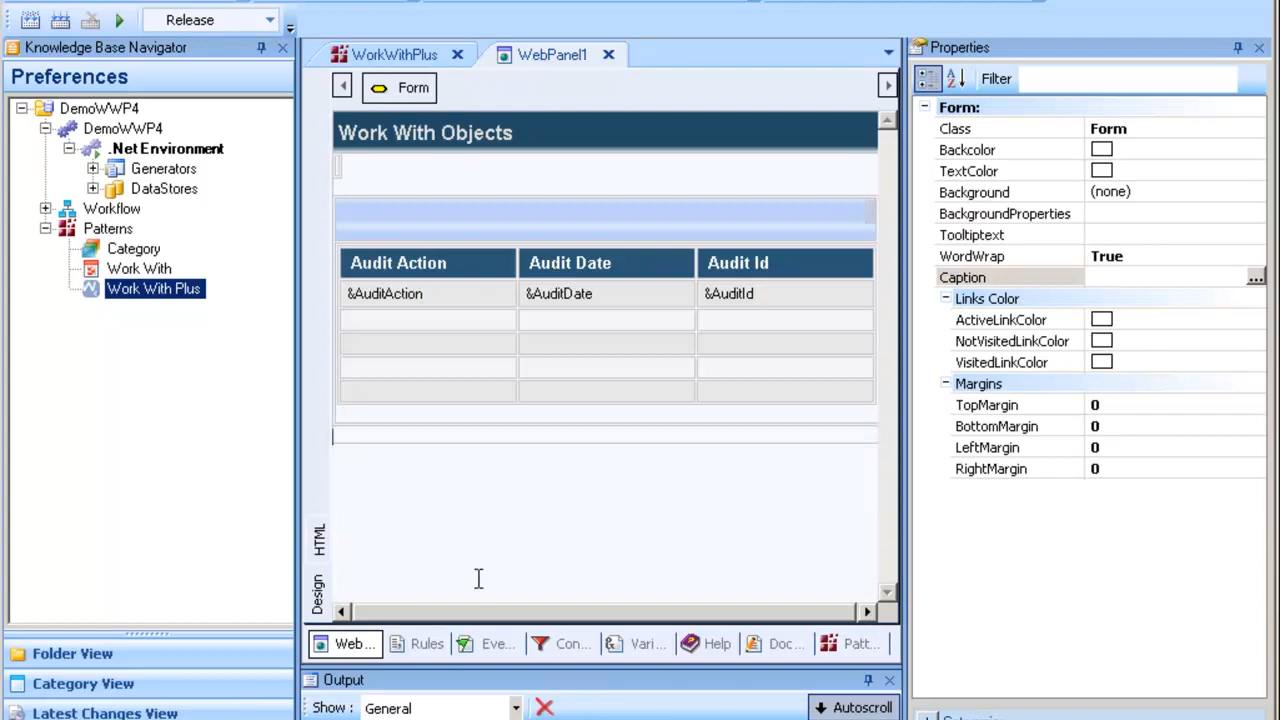 Release
Knowledge Base Navigator
Preferences
DemoWWP4
DemoWWP4
.Net Environment
Generators
DataStores
Workflow
Patterns
Category
Work With
Work With Plus
Folder View
Category View
Latest Changes View
WorkWithPlus
WebPanel1
Form
Work With Objects
Audit Action Audit Date Audit Id
&AuditAction &AuditDate &AuditId
HTML
Design
Web ... Rules Eve... Con... Vari... Help Doc... Patt...
Output
Show : General Autoscroll
Properties
Filter
Form:
Class Form
Backcolor
TextColor
Background (none)
BackgroundProperties
Tooltiptext
WordWrap True
Caption ...
Links Color
ActiveLinkColor
NotVisitedLinkColor
VisitedLinkColor
Margins
TopMargin 0
BottomMargin 0
LeftMargin 0
RightMargin 0